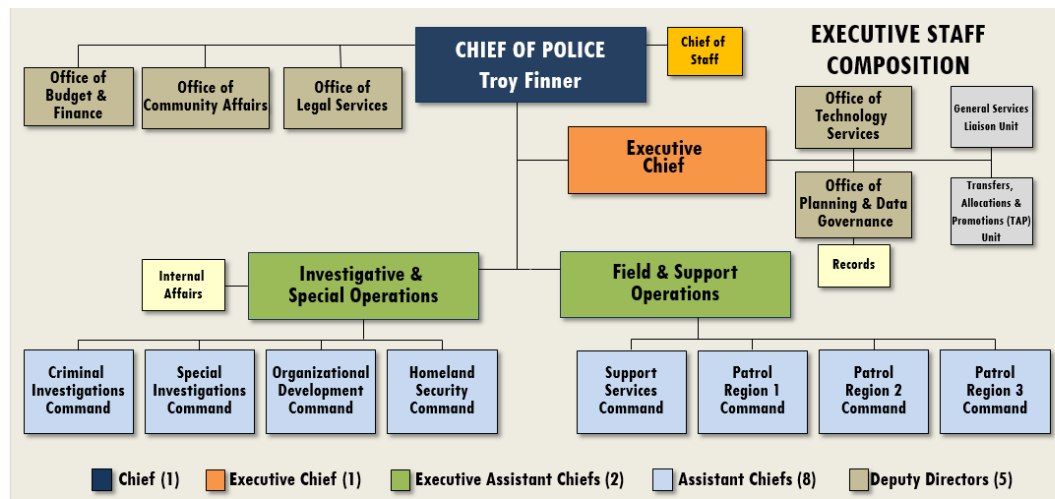 CHIEF OF POLICE
Troy Finner
Chief of
Staff
EXECUTIVE STAFF
COMPOSITION
Office of
Budget &
Finance
Office of
Community Affairs
Office of
Legal Services
Office of
Technology
Services
General Services
Liaison Unit
Executive
Chief
Office of
Planning & Data
Governance
Transfers,
Allocations &
Promotions (TAP)
Unit
Records
Internal
Affairs
Investigative &
Special Operations
Field & Support
Operations
Criminal
Investigations
Command
Special
Investigations
Command
Organizational
Development
Command
Homeland
Security
Command
Support
Services
Command
Patrol
Region 1
Command
Patrol
Region 2
Command
Patrol
Region 3
Command
Chief (1)
Executive Chief (1)
Executive Assistant Chiefs (2)
Assistant Chiefs (8)
Deputy Directors (5)